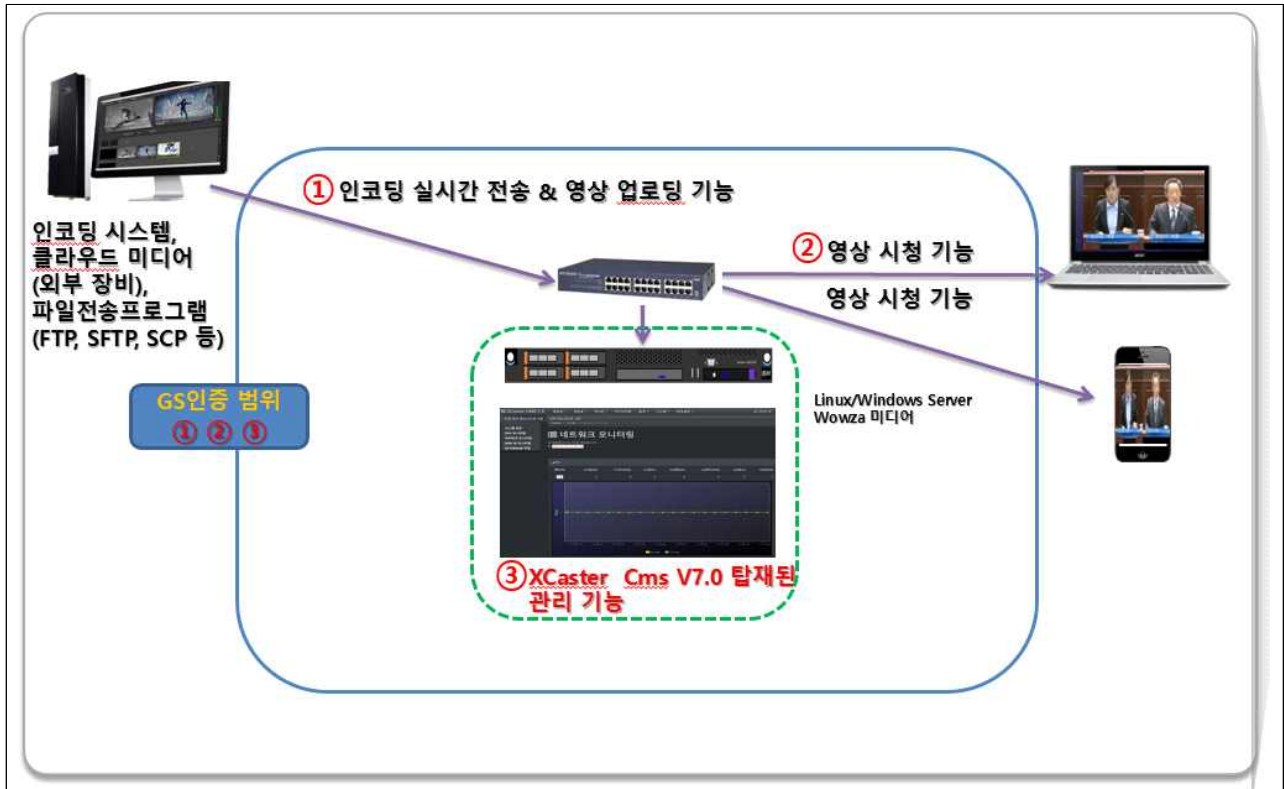 ① 인코딩 실시간 전송 & 영상 업로딩 기능
인코딩 시스템,
클라우드 미디어
(외부 장비),
파일전송프로그램
(FTP, SFTP, SCP 등)
② 영상 시청 기능
영상 시청 기능
GS인증 범위
① ② ③
Linux/Windows Server
Wowza 미디어
네트워크 모니터링
③ XCaster Cms V7.0 탑재된
관리 기능